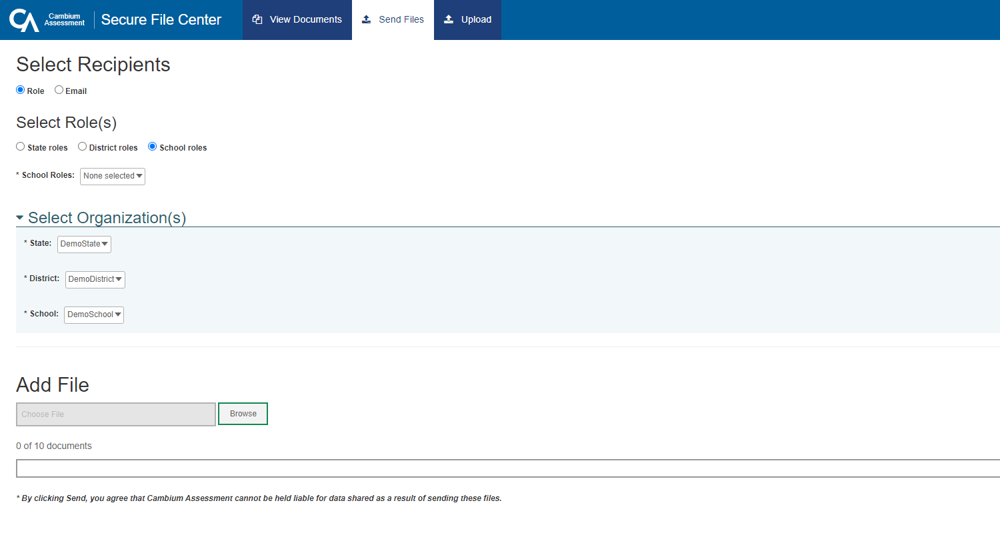 Cambium
Assessment
Secure File Center
View Documents
Send Files
Upload
Select Recipients
Role Email
Select Role(s)
State roles District roles School roles
* School Roles: None selected
Select Organization(s)
* State: DemoState
* District: DemoDistrict
* School: DemoSchool
Add File
Choose File Browse
0 of 10 documents
* By clicking Send, you agree that Cambium Assessment cannot be held liable for data shared as a result of sending these files.